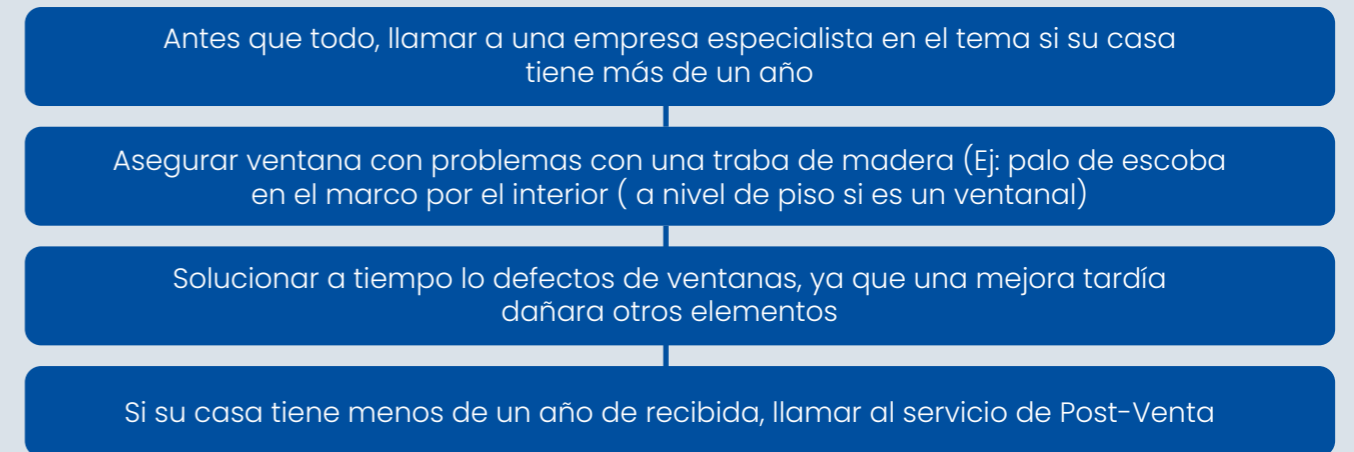 Antes que todo, llamar a una empresa especialista en el tema si su casa
tiene más de un año
Asegurar ventana con problemas con una traba de madera (Ej: palo de escoba
en el marco por el interior ( a nivel de piso si es un ventanal)
Solucionar a tiempo lo defectos de ventanas, ya que una mejora tardía
dañara otros elementos
Si su casa tiene menos de un año de recibida, llamar al servicio de Post-Venta